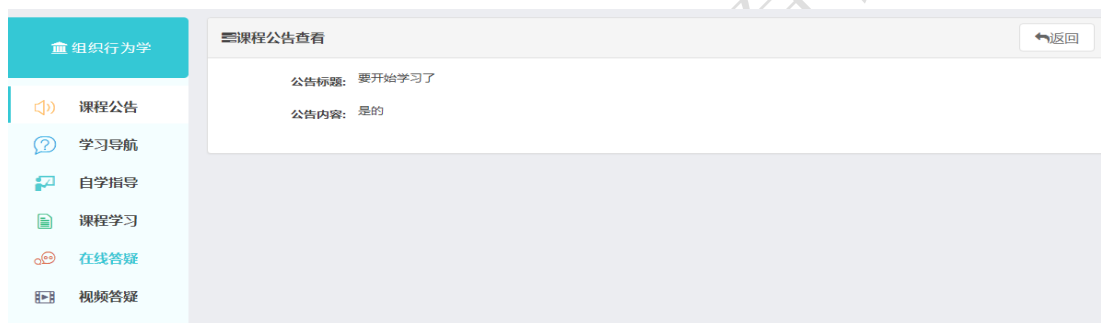 组织行为学
课程公告
学习导航
自学指导
课程学习
在线答疑
视频答疑
课程公告查看
返回
公告标题: 要开始学习了
公告内容: 是的